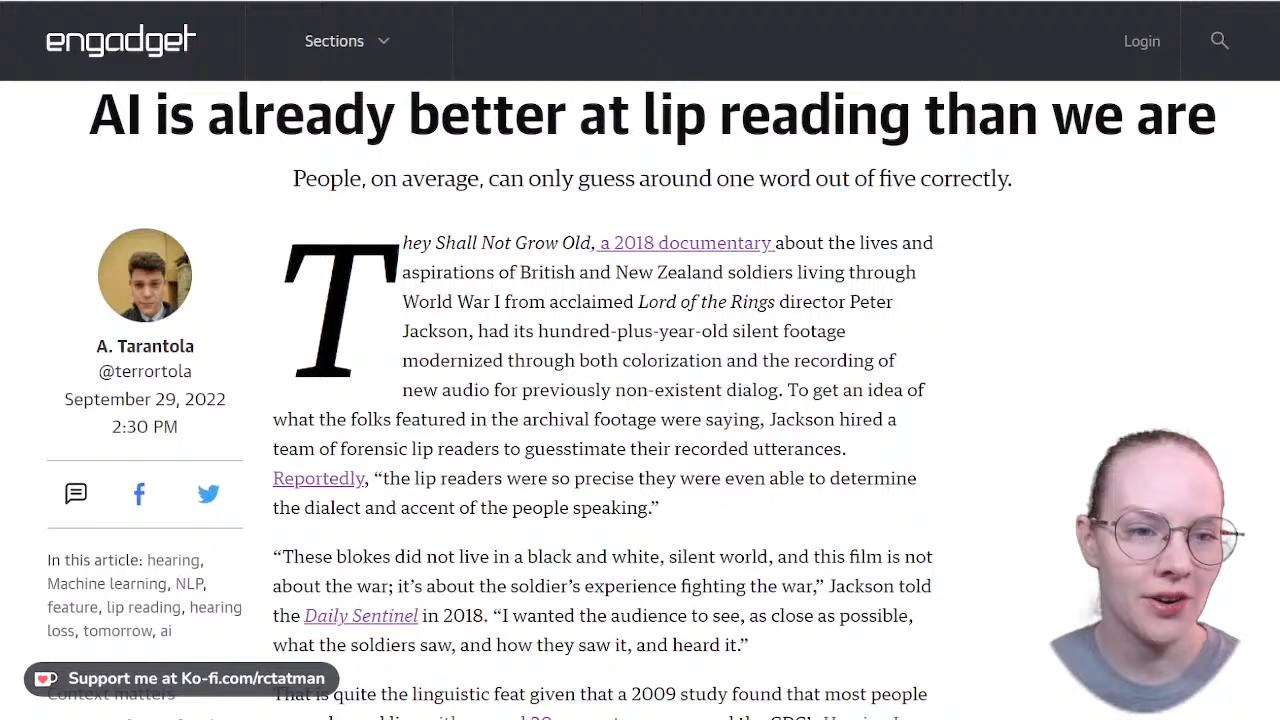 engadget
Sections
Login
AI is already better at lip reading than we are
People, on average, can only guess around one word out of five correctly.
A. Tarantola
@terrortola
September 29, 2022
2:30 PM
In this article: hearing,
Machine learning, NLP,
feature, lip reading, hearing
loss, tomorrow, ai
They Shall Not Grow Old, a 2018 documentary about the lives and
aspirations of British and New Zealand soldiers living through
World War I from acclaimed Lord of the Rings director Peter
Jackson, had its hundred-plus-year-old silent footage
modernized through both colorization and the recording of
new audio for previously non-existent dialog. To get an idea of
what the folks featured in the archival footage were saying, Jackson hired a
team of forensic lip readers to guesstimate their recorded utterances.
Reportedly, “the lip readers were so precise they were even able to determine
the dialect and accent of the people speaking.”
“These blokes did not live in a black and white, silent world, and this film is not
about the war; it’s about the soldier’s experience fighting the war,” Jackson told
the Daily Sentinel in 2018. “I wanted the audience to see, as close as possible,
what the soldiers saw, and how they saw it, and heard it.”
That is quite the linguistic feat given that a 2009 study found that most people
Support me at Ko-fi.com/rctatman
Context matters